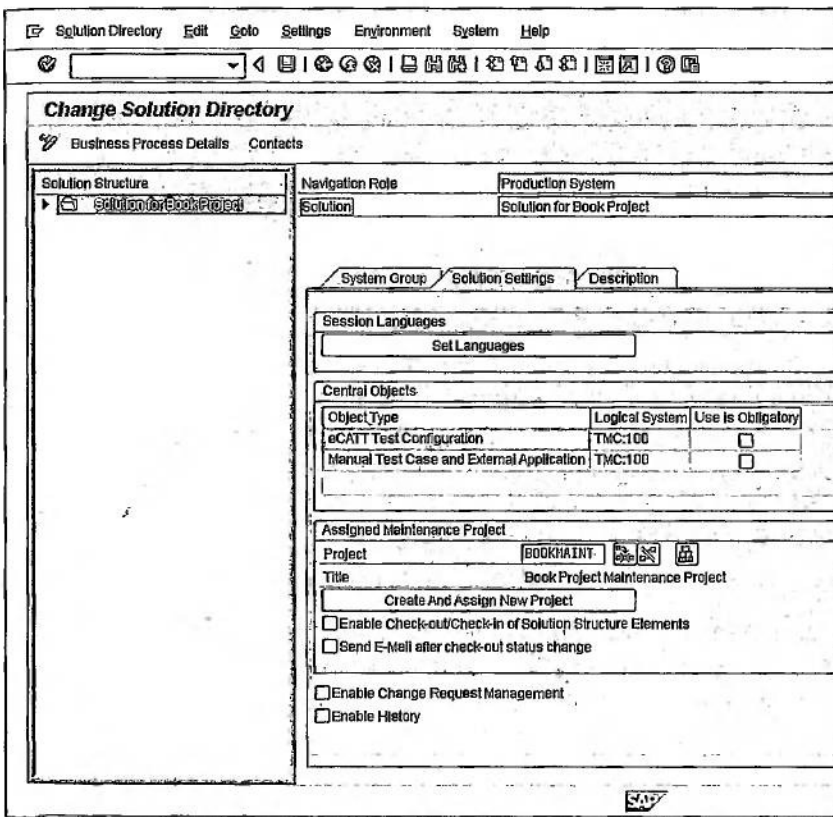 Solution Directory Edit Goto Settings Environment System Help
Change Solution Directory
Business Process Details Contacts
Solution Structure
Solution for Book Project
Navigation Role Production System
Solution Solution for Book Project
System Group Solution Settings Description
Session Languages
Set Languages
Central Objects
Object Type Logical System Use is Obligatory
eCATT Test Configuration TMC:100
Manual Test Case and External Application TMC:100
Assigned Maintenance Project
Project BOOKMAINT
Title Book Project Maintenance Project
Create And Assign New Project
Enable Check-out/Check-in of Solution Structure Elements
Send E-Mail after check-out status change
Enable Change Request Management
Enable History
SAP